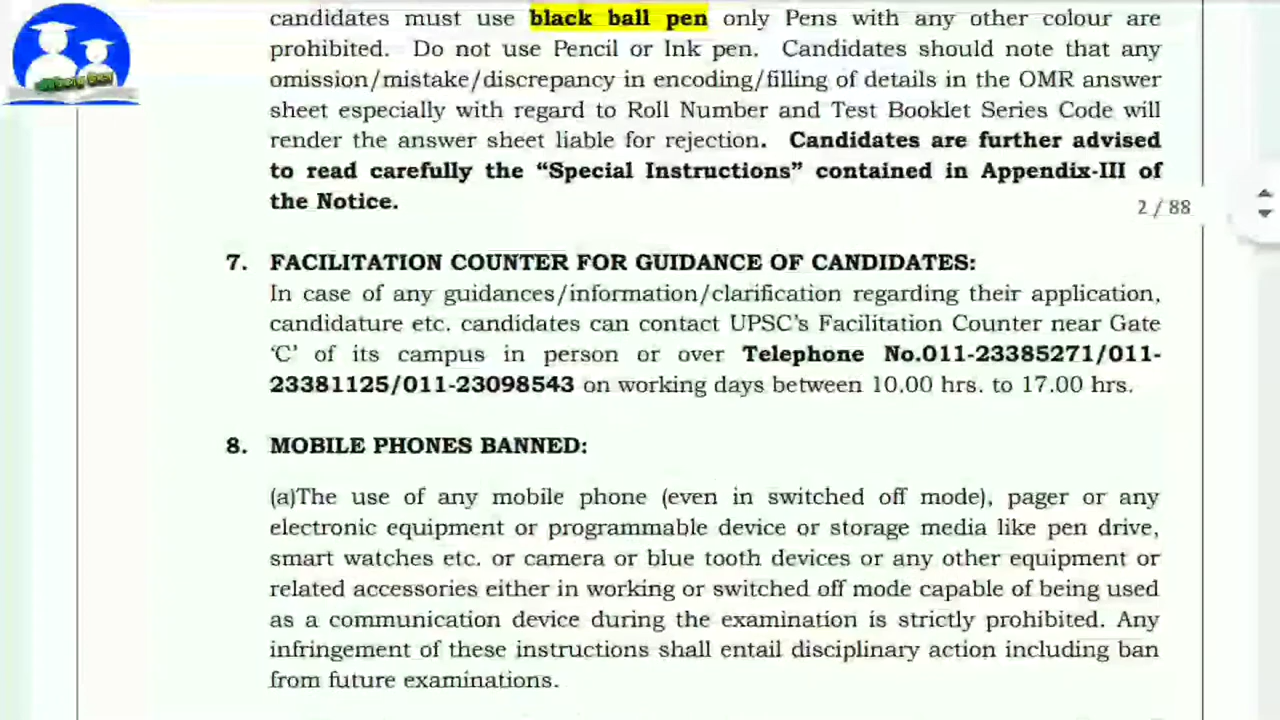 candidates must use black ball pen only Pens with any other colour are
prohibited. Do not use Pencil or Ink pen. Candidates should note that any
omission/mistake/discrepancy in encoding/filling of details in the OMR answer
sheet especially with regard to Roll Number and Test Booklet Series Code will
render the answer sheet liable for rejection. Candidates are further advised
to read carefully the “Special Instructions” contained in Appendix-III of
the Notice.
2 / 88
7. FACILITATION COUNTER FOR GUIDANCE OF CANDIDATES:
In case of any guidances/information/clarification regarding their application,
candidature etc. candidates can contact UPSC’s Facilitation Counter near Gate
‘C’ of its campus in person or over Telephone No.011-23385271/011-
23381125/011-23098543 on working days between 10.00 hrs. to 17.00 hrs.
8. MOBILE PHONES BANNED:
(a)The use of any mobile phone (even in switched off mode), pager or any
electronic equipment or programmable device or storage media like pen drive,
smart watches etc. or camera or blue tooth devices or any other equipment or
related accessories either in working or switched off mode capable of being used
as a communication device during the examination is strictly prohibited. Any
infringement of these instructions shall entail disciplinary action including ban
from future examinations.